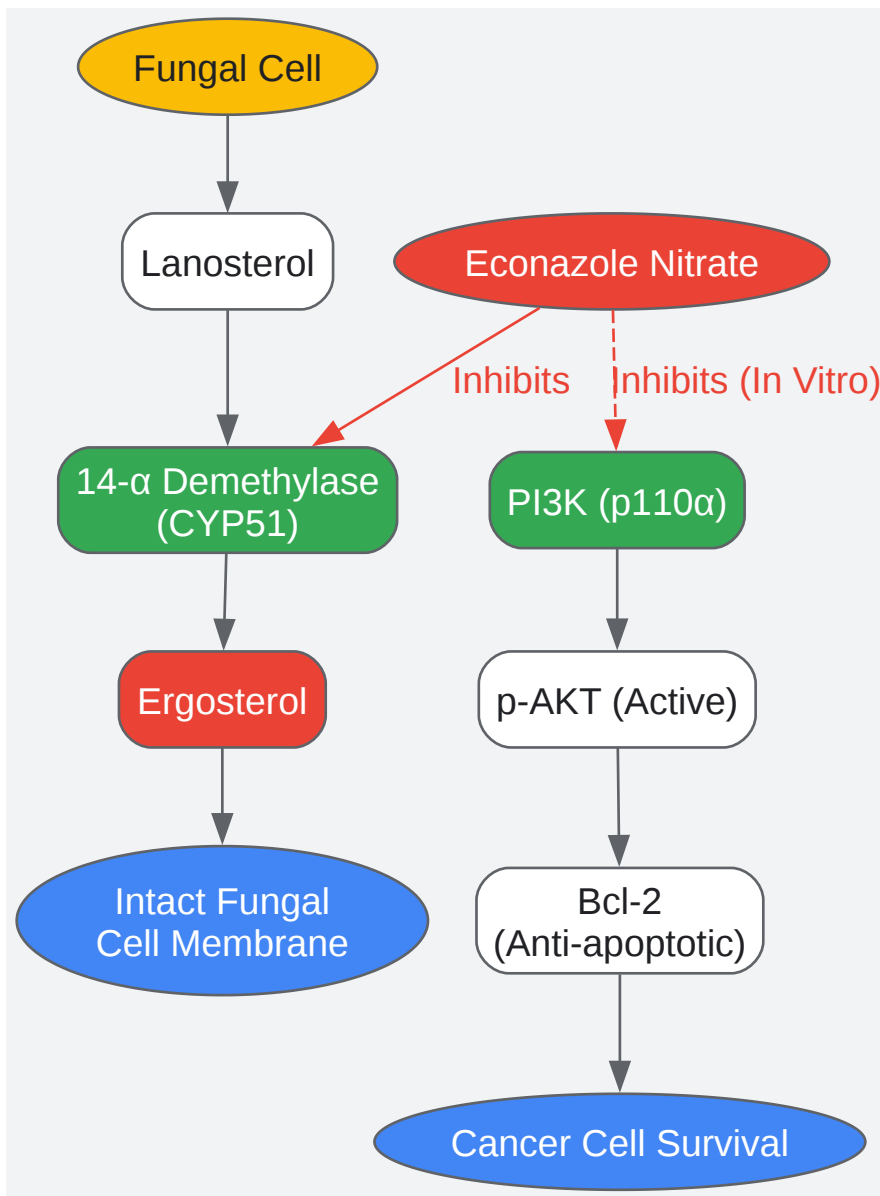 Fungal Cell
Lanosterol
Econazole Nitrate
Inhibits
Inhibits (In Vitro)
14-α Demethylase
(CYP51)
PI3K (p110α)
Ergosterol
p-AKT (Active)
Intact Fungal
Cell Membrane
Bcl-2
(Anti-apoptotic)
Cancer Cell Survival